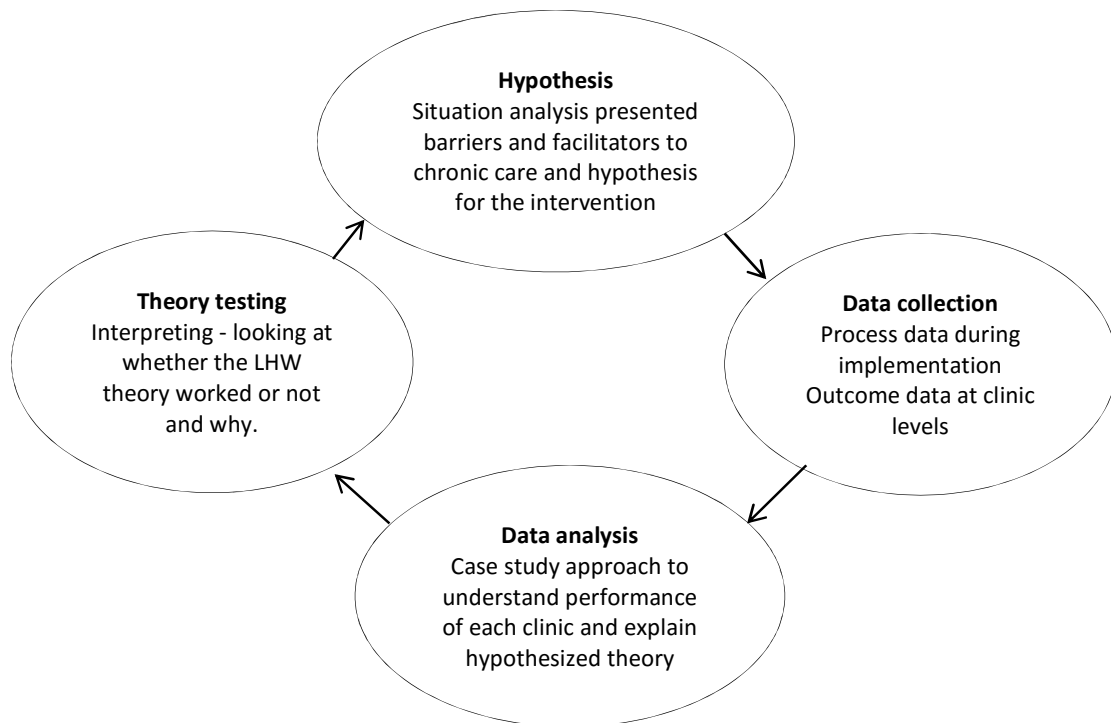 Hypothesis
Situation analysis presented
barriers and facilitators to
chronic care and hypothesis
for the intervention
Theory testing
Interpreting - looking at
whether the LHW
theory worked or not
and why.
Data collection
Process data during
implementation
Outcome data at clinic
levels
Data analysis
Case study approach to
understand performance
of each clinic and explain
hypothesized theory